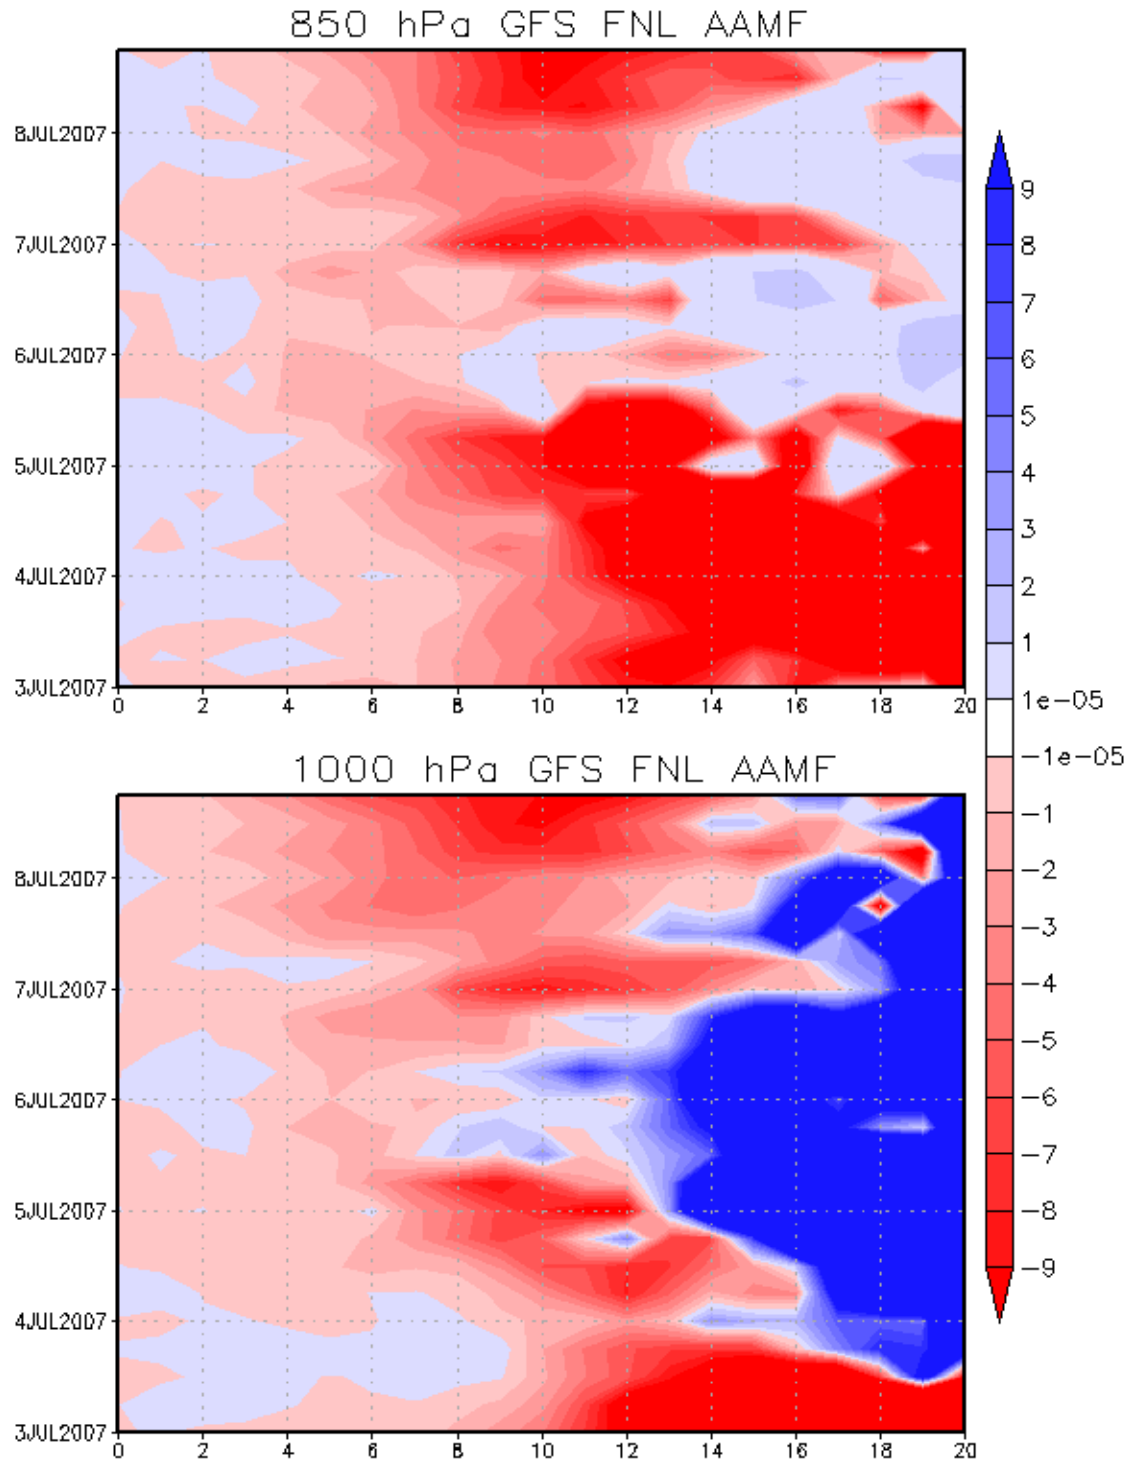 850 hPa GFS FNL AAMF
8JUL2007
7JUL2007
6JUL2007
5JUL2007
4JUL2007
3JUL2007
0 2 4 6 8 10 12 14 16 18 20
9
8
7
6
5
4
3
2
1
1e-05
-1e-05
-1
-2
-3
-4
-5
-6
-7
-8
-9
1000 hPa GFS FNL AAMF
8JUL2007
7JUL2007
6JUL2007
5JUL2007
4JUL2007
3JUL2007
0 2 4 6 8 10 12 14 16 18 20